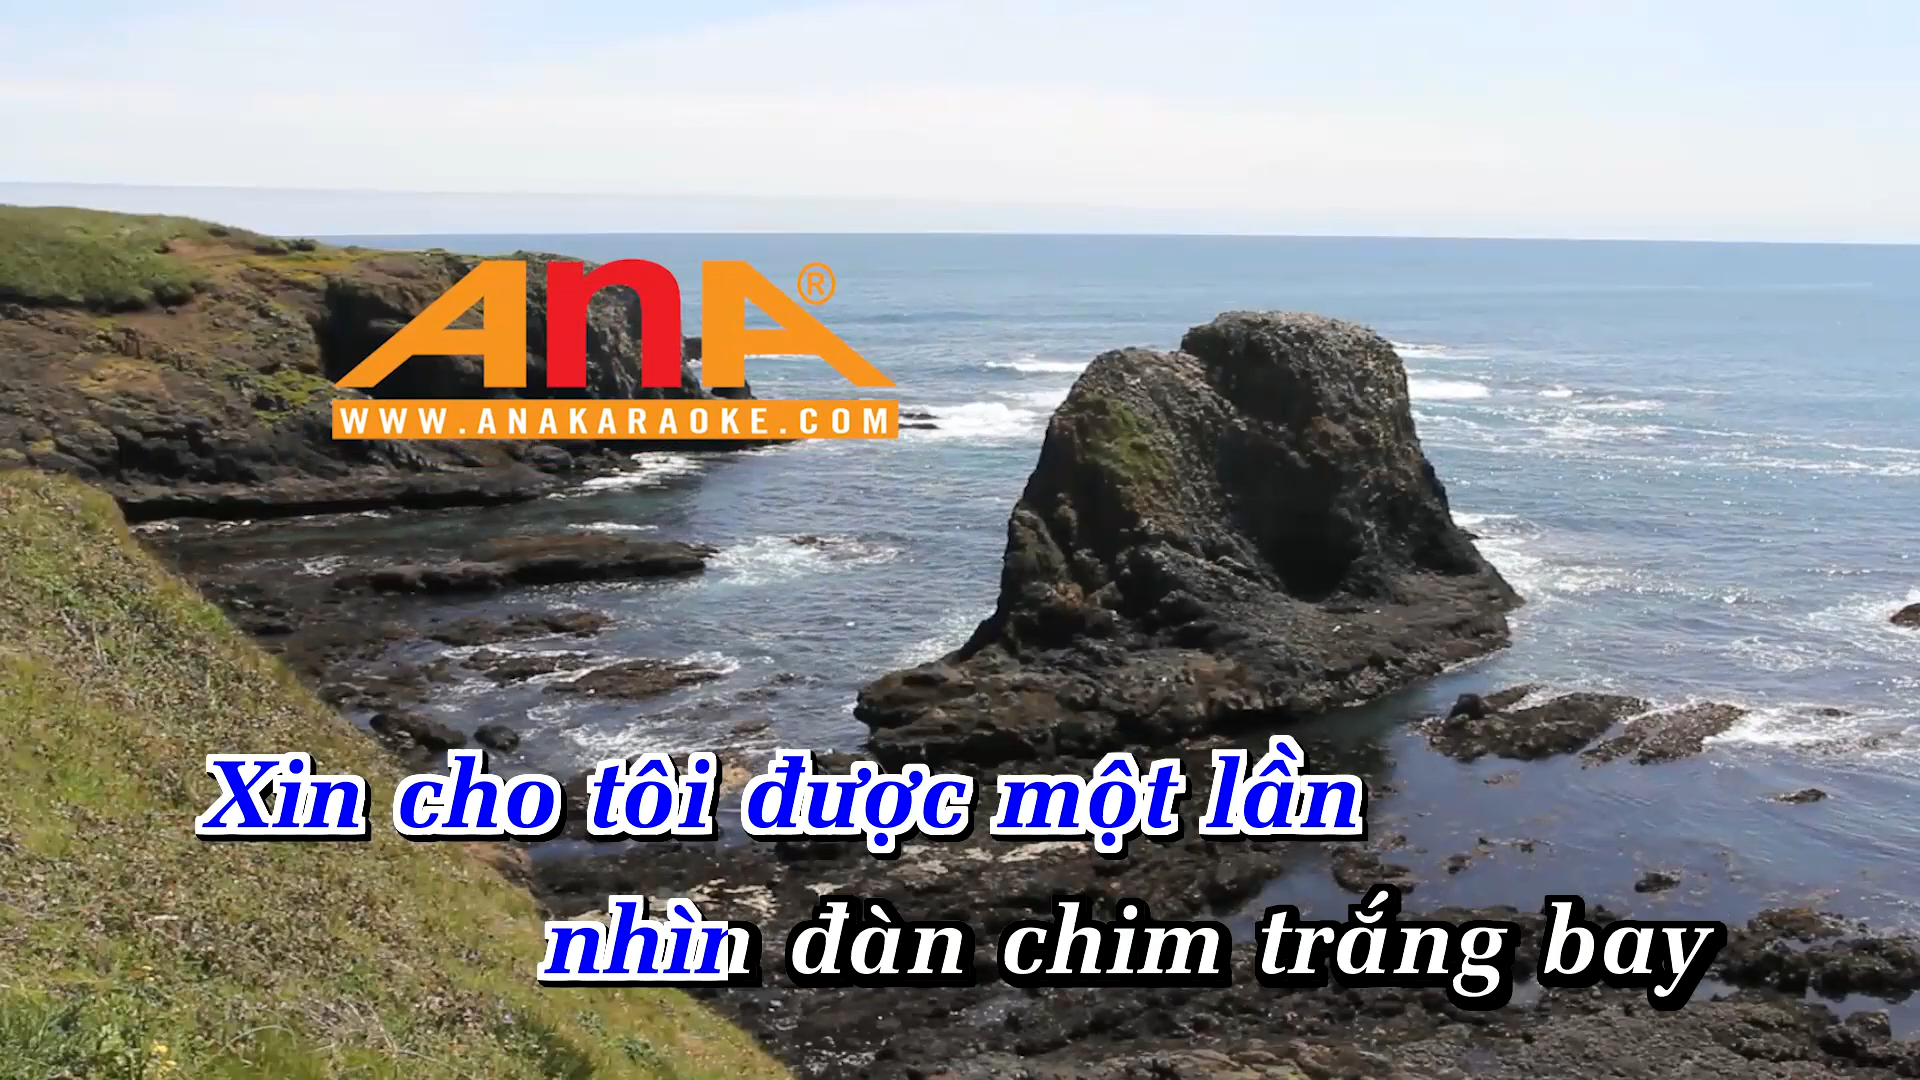 AnA®
WWW.ANAKARAOKE.COM
Xin cho tôi được một lần
nhìn đàn chim trắng bay